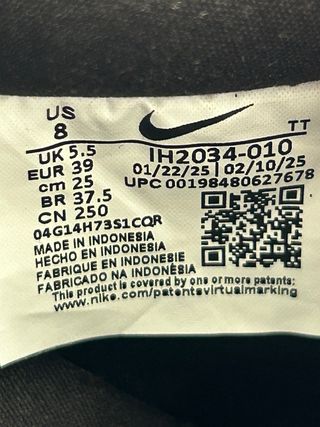 US
8
TT
UK 5.5
EUR 39
cm 25
BR 37.5
CN 250
IH2034-010
01/22/25 | 02/10/25
UPC 00198480627678
04G14H73S1CQR
MADE IN INDONESIA
HECHO EN INDONESIA
FABRIQUE EN INDONESIE
FABRICADO NA INDONÉSIA
This product is covered by one or more patents:
www.nike.com/patentsvirtualmarking